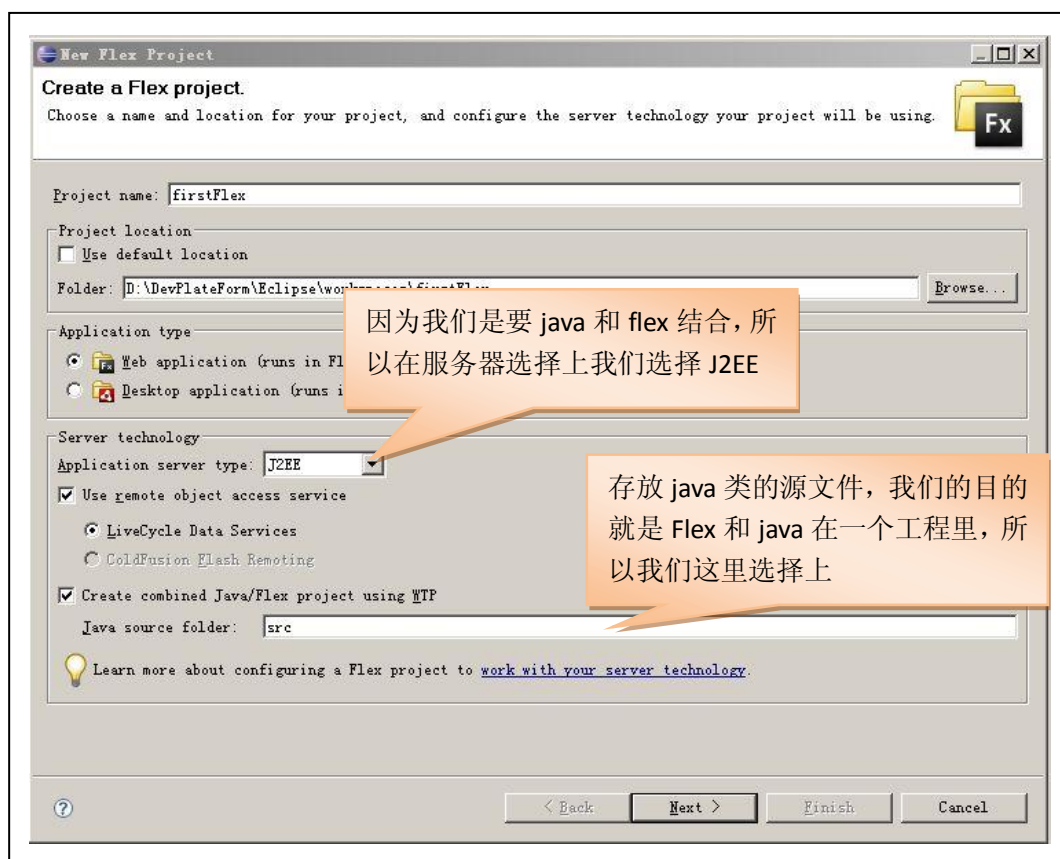 New Flex Project
Create a Flex project.
Choose a name and location for your project, and configure the server technology your project will be using.
Fx
Project name: firstFlex
Project location
Use default location
Folder: D:\DevPlateForm\Eclipse\
Browse...
Application type
Web application (runs in Fl
Desktop application (runs i
因为我们是要 java 和 flex 结合，所
以在服务器选择上我们选择 J2EE
Server technology
Application server type: J2EE
Use remote object access service
LiveCycle Data Services
ColdFusion Flash Remoting
存放 java 类的源文件，我们的目的
就是 Flex 和 java 在一个工程里，所
以我们这里选择上
Create combined Java/Flex project using WTP
Java source folder: src
Learn more about configuring a Flex project to work with your server technology.
?
< Back Next > Finish Cancel